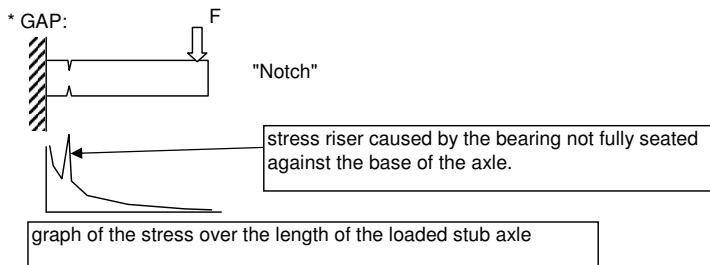 * GAP:
F
"Notch"
stress riser caused by the bearing not fully seated
against the base of the axle.
graph of the stress over the length of the loaded stub axle